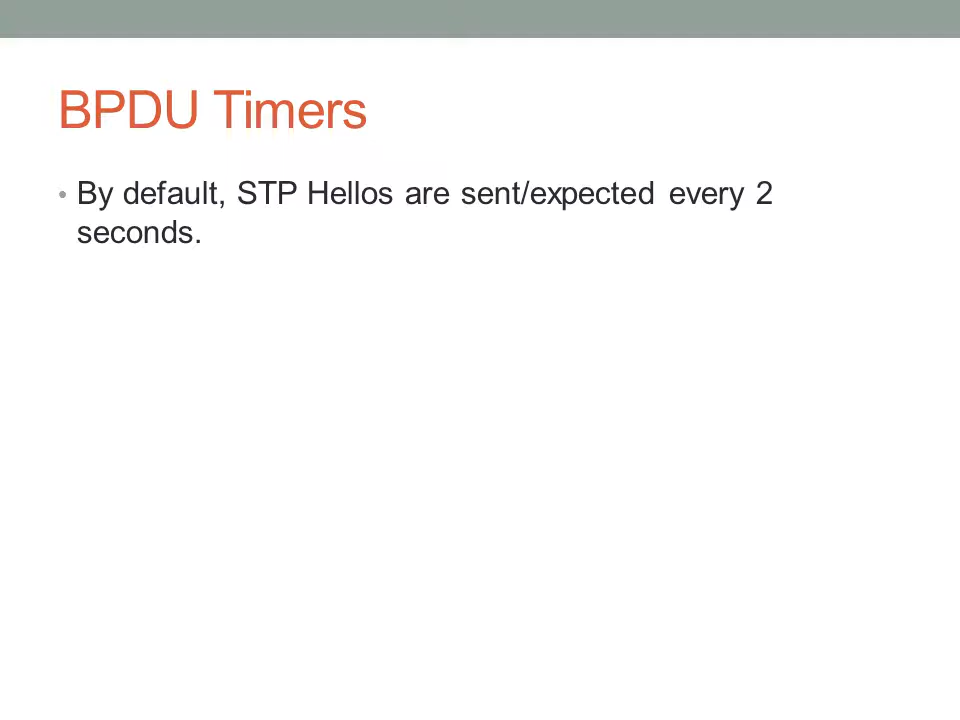 BPDU Timers
• By default, STP Hellos are sent/expected every 2
seconds.